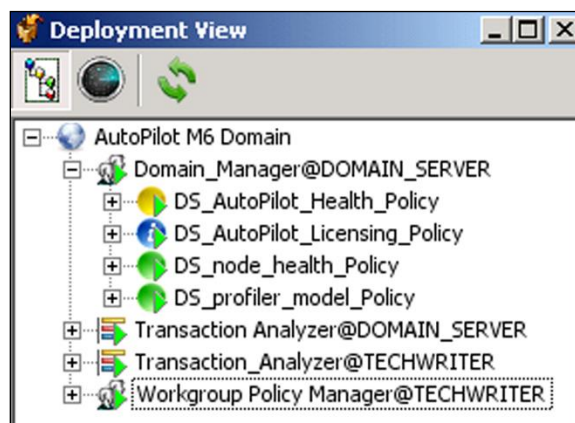 Deployment View
AutoPilot M6 Domain
Domain_Manager@DOMAIN_SERVER
DS_AutoPilot_Health_Policy
DS_AutoPilot_Licensing_Policy
DS_node_health_Policy
DS_profiler_model_Policy
Transaction Analyzer@DOMAIN_SERVER
Transaction_Analyzer@TECHWRITER
Workgroup Policy Manager@TECHWRITER